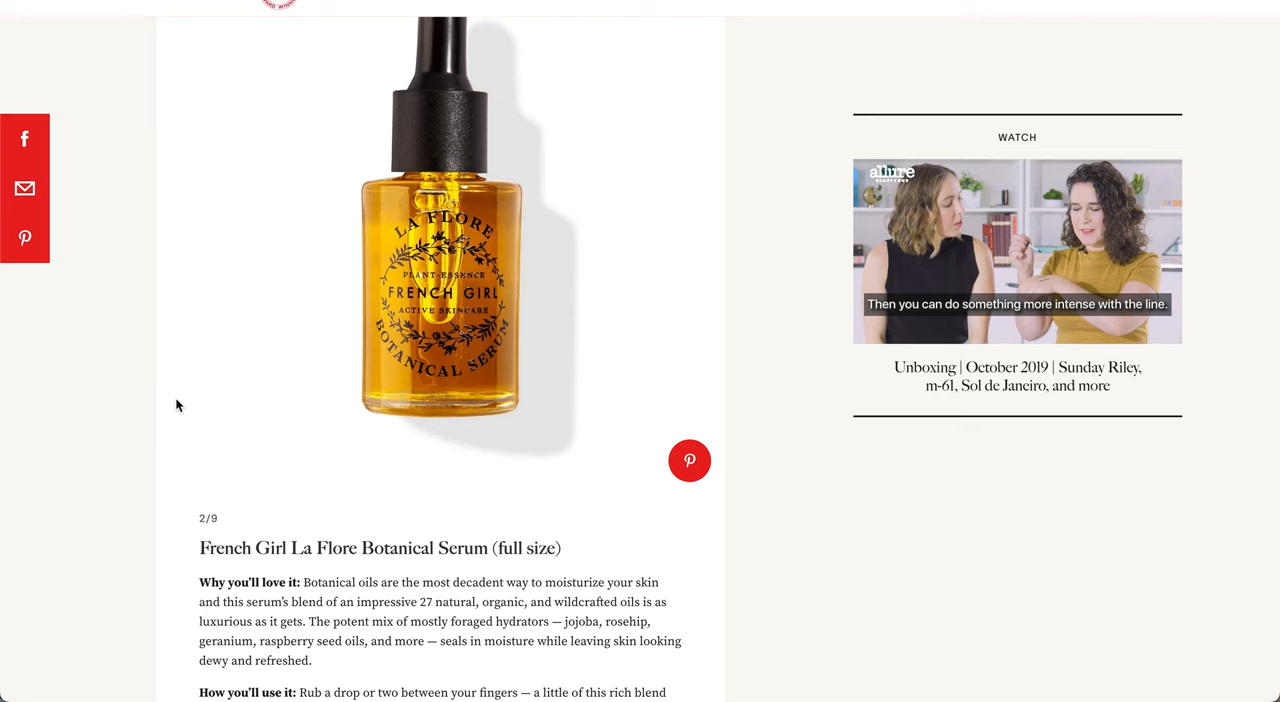 LA FLORE
PLANT-ESSENCE
FRENCH GIRL
ACTIVE SKINCARE
BOTANICAL SERUM
WATCH
allure
BEAUTY BOX
Then you can do something more intense with the line.
Unboxing | October 2019 | Sunday Riley,
m-61, Sol de Janeiro, and more
2/9
French Girl La Flore Botanical Serum (full size)
Why you’ll love it: Botanical oils are the most decadent way to moisturize your skin
and this serum’s blend of an impressive 27 natural, organic, and wildcrafted oils is as
luxurious as it gets. The potent mix of mostly foraged hydrators — jojoba, rosehip,
geranium, raspberry seed oils, and more — seals in moisture while leaving skin looking
dewy and refreshed.
How you’ll use it: Rub a drop or two between your fingers — a little of this rich blend